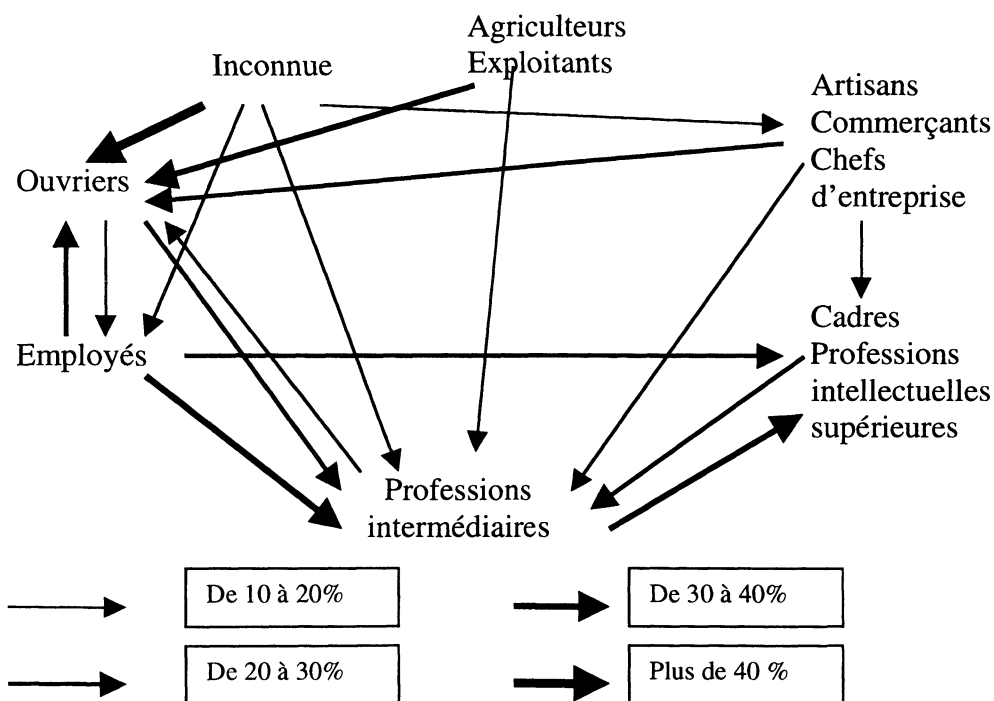 Agriculteurs
Exploitants
Inconnue
Artisans
Commerçants
Chefs
d'entreprise
Ouvriers
Employés
Cadres
Professions
intellectuelles
supérieures
Professions
intermédiaires
De 10 à 20%
De 30 à 40%
De 20 à 30%
Plus de 40 %